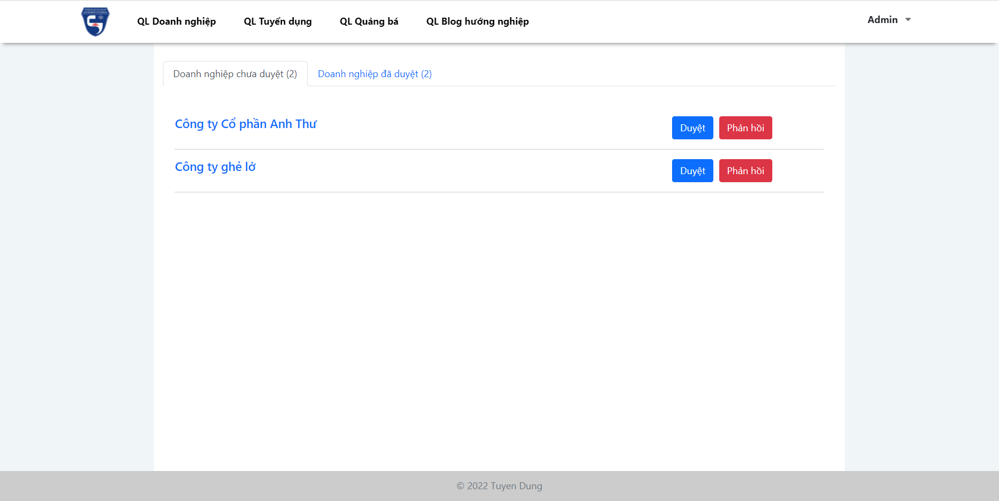 QL Doanh nghiệp QL Tuyển dụng QL Quảng bá QL Blog hướng nghiệp Admin
Doanh nghiệp chưa duyệt (2) Doanh nghiệp đã duyệt (2)
Công ty Cổ phần Anh Thư Duyệt Phản hồi
Công ty ghẻ lở Duyệt Phản hồi
© 2022 Tuyen Dung